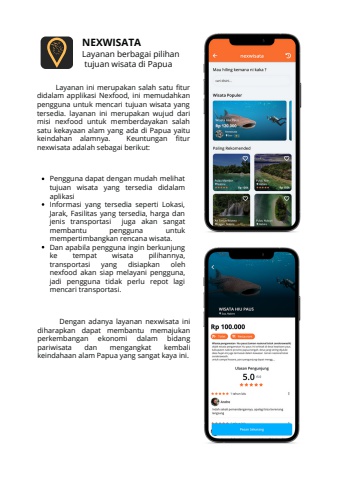 NEXWISATA
Layanan berbagai pilihan
tujuan wisata di Papua
Layanan ini merupakan salah satu fitur
didalam applikasi Nexfood, ini memudahkan
pengguna untuk mencari tujuan wisata yang
tersedia. layanan ini merupakan wujud dari
misi nexfood untuk memberdayakan salah
satu kekayaan alam yang ada di Papua yaitu
keindahan alamnya. Keuntungan fitur
nexwisata adalah sebagai berikut:
Pengguna dapat dengan mudah melihat
tujuan wisata yang tersedia didalam
aplikasi
Informasi yang tersedia seperti Lokasi,
Jarak, Fasilitas yang tersedia, harga dan
jenis transportasi juga akan sangat
membantu pengguna untuk
mempertimbangkan rencana wisata.
Dan apabila pengguna ingin berkunjung
ke tempat wisata pilihannya,
transportasi yang disiapkan oleh
nexfood akan siap melayani pengguna,
jadi pengguna tidak perlu repot lagi
mencari transportasi.
Dengan adanya layanan nexwisata ini
diharapkan dapat membantu memajukan
perkembangan ekonomi dalam bidang
pariwisata dan mengangkat kembali
keindahaan alam Papua yang sangat kaya ini.
nexwisata
Mau hiling kemana ni kaka ?
Wisata Populer
Rp 100.000
Paling Rekomended
WISATA HIU PAUS
Rp 100.000
Ulasan Pengunjung
5.0
Andre
Pesan Sekarang